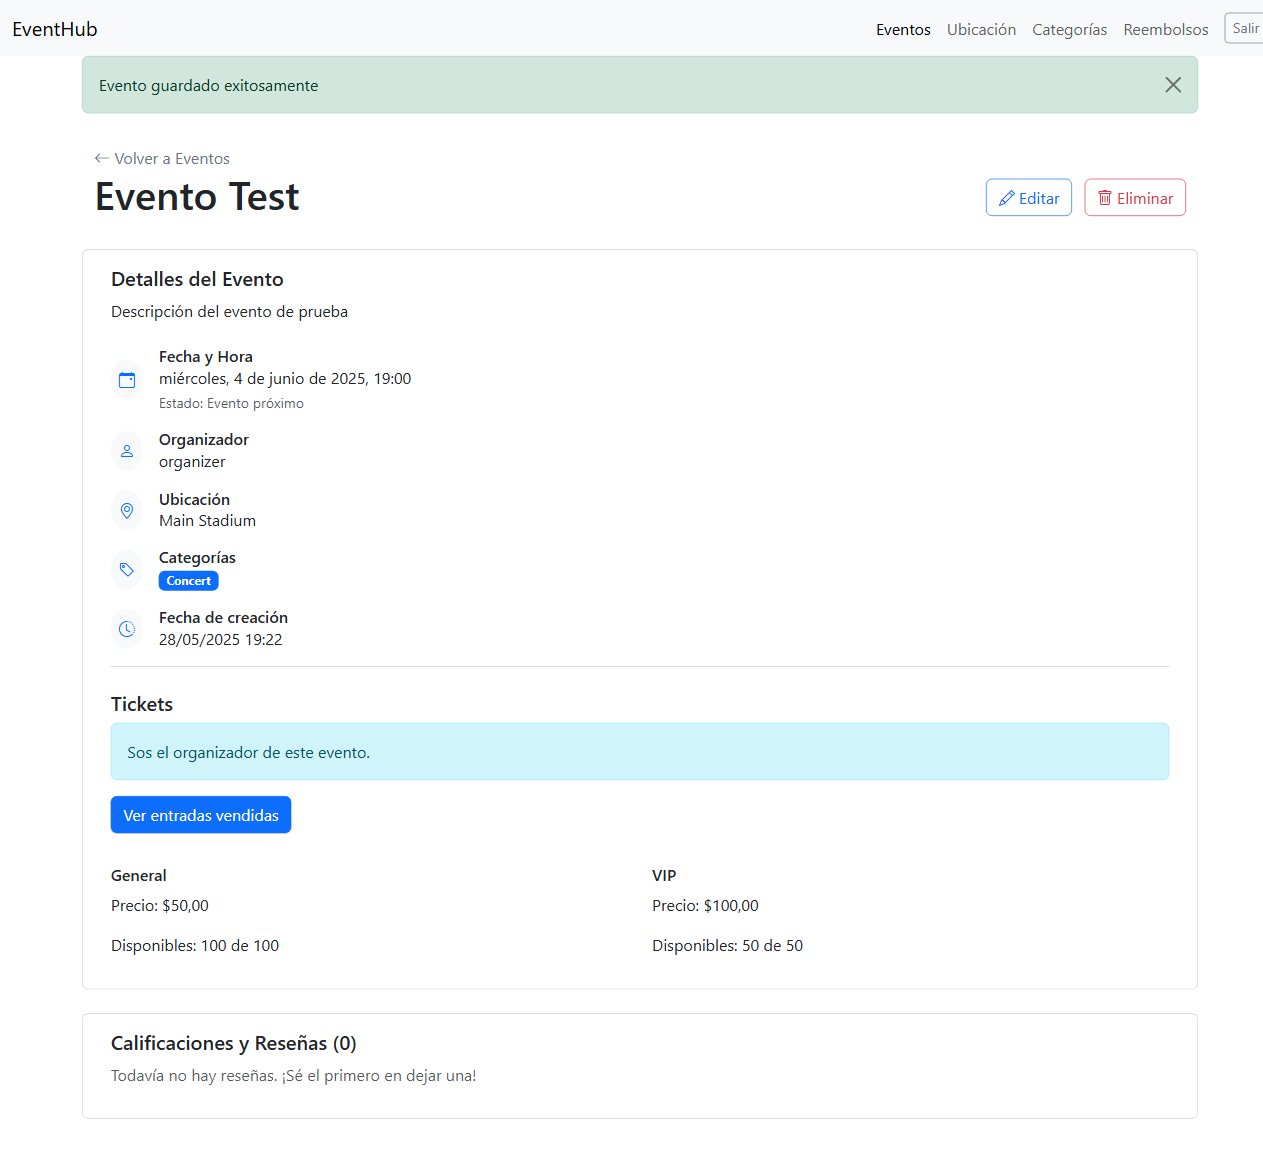 EventHub
Eventos Ubicación Categorías Reembolsos Salir
Evento guardado exitosamente
Volver a Eventos
Evento Test
Editar Eliminar
Detalles del Evento
Descripción del evento de prueba
Fecha y Hora
miércoles, 4 de junio de 2025, 19:00
Estado: Evento próximo
Organizador
organizer
Ubicación
Main Stadium
Categorías
Concert
Fecha de creación
28/05/2025 19:22
Tickets
Sos el organizador de este evento.
Ver entradas vendidas
General
Precio: $50,00
Disponibles: 100 de 100
VIP
Precio: $100,00
Disponibles: 50 de 50
Calificaciones y Reseñas (0)
Todavía no hay reseñas. ¡Sé el primero en dejar una!